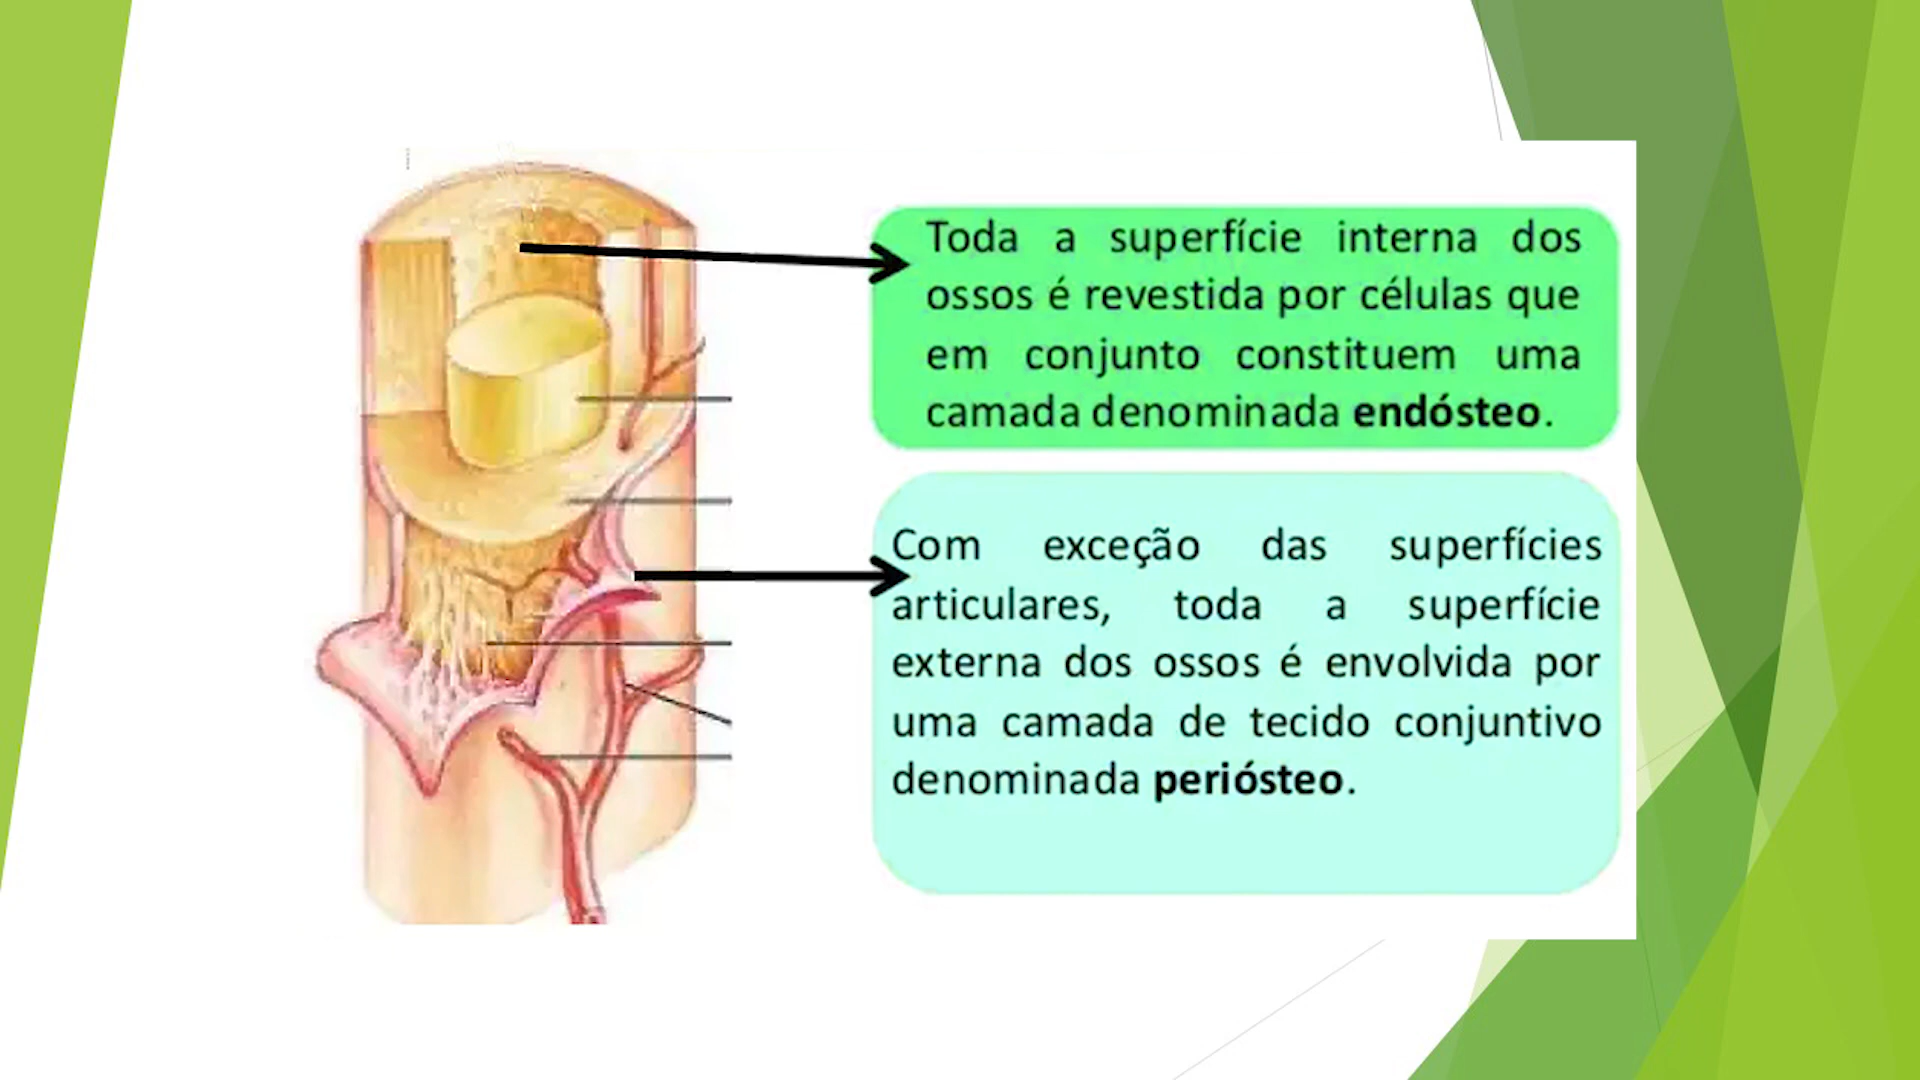 Toda a superfície interna dos
ossos é revestida por células que
em conjunto constituem uma
camada denominada endósteo.
Com exceção das superfícies
articulares, toda a superfície
externa dos ossos é envolvida por
uma camada de tecido conjuntivo
denominada periósteo.